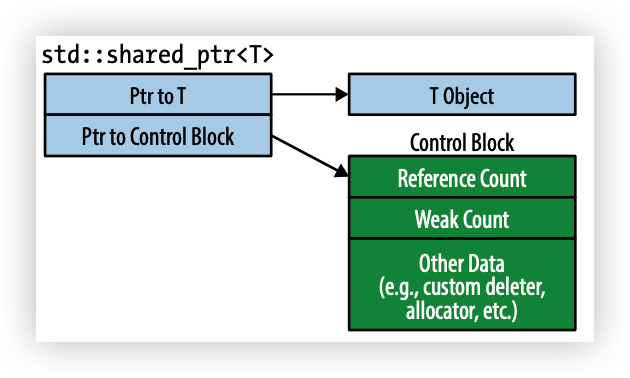 std::shared_ptr<T>
Ptr to T
T Object
Ptr to Control Block
Control Block
Reference Count
Weak Count
Other Data
(e.g., custom deleter,
allocator, etc.)